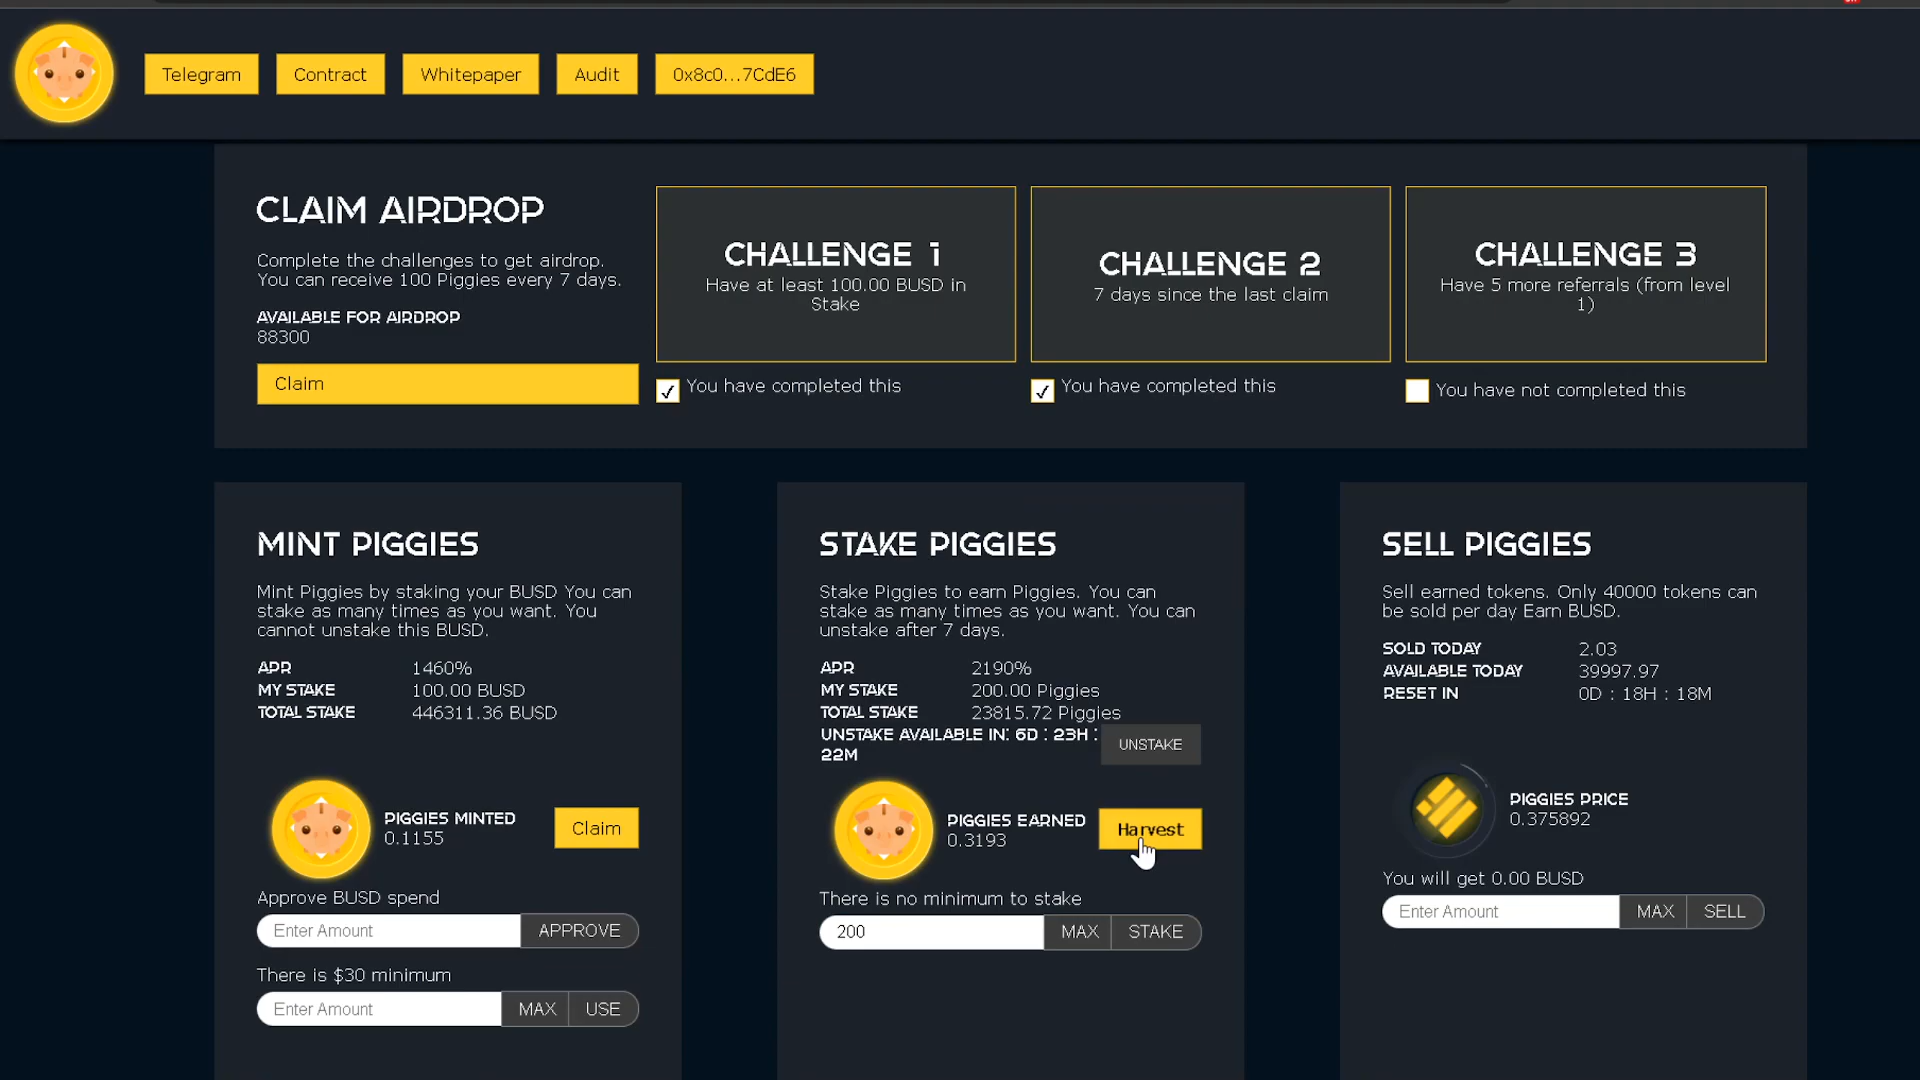 Telegram
Contract
Whitepaper
Audit
0x8c0...7CdE6
CLAIM AIRDROP
Complete the challenges to get airdrop.
You can receive 100 Piggies every 7 days.
AVAILABLE FOR AIRDROP
88300
Claim
CHALLENGE 1
Have at least 100.00 BUSD in
Stake
You have completed this
CHALLENGE 2
7 days since the last claim
You have completed this
CHALLENGE 3
Have 5 more referrals (from level
1)
You have not completed this
MINT PIGGIES
Mint Piggies by staking your BUSD You can
stake as many times as you want. You
cannot unstake this BUSD.
APR 1460%
MY STAKE 100.00 BUSD
TOTAL STAKE 446311.36 BUSD
PIGGIES MINTED
0.1155
Claim
Approve BUSD spend
Enter Amount APPROVE
There is $30 minimum
Enter Amount MAX USE
STAKE PIGGIES
Stake Piggies to earn Piggies. You can
stake as many times as you want. You can
unstake after 7 days.
APR 2190%
MY STAKE 200.00 Piggies
TOTAL STAKE 23815.72 Piggies
UNSTAKE AVAILABLE IN: 6D : 23H :
22M
UNSTAKE
PIGGIES EARNED
0.3193
Harvest
There is no minimum to stake
200 MAX STAKE
SELL PIGGIES
Sell earned tokens. Only 40000 tokens can
be sold per day Earn BUSD.
SOLD TODAY 2.03
AVAILABLE TODAY 39997.97
RESET IN 0D : 18H : 18M
PIGGIES PRICE
0.375892
You will get 0.00 BUSD
Enter Amount MAX SELL